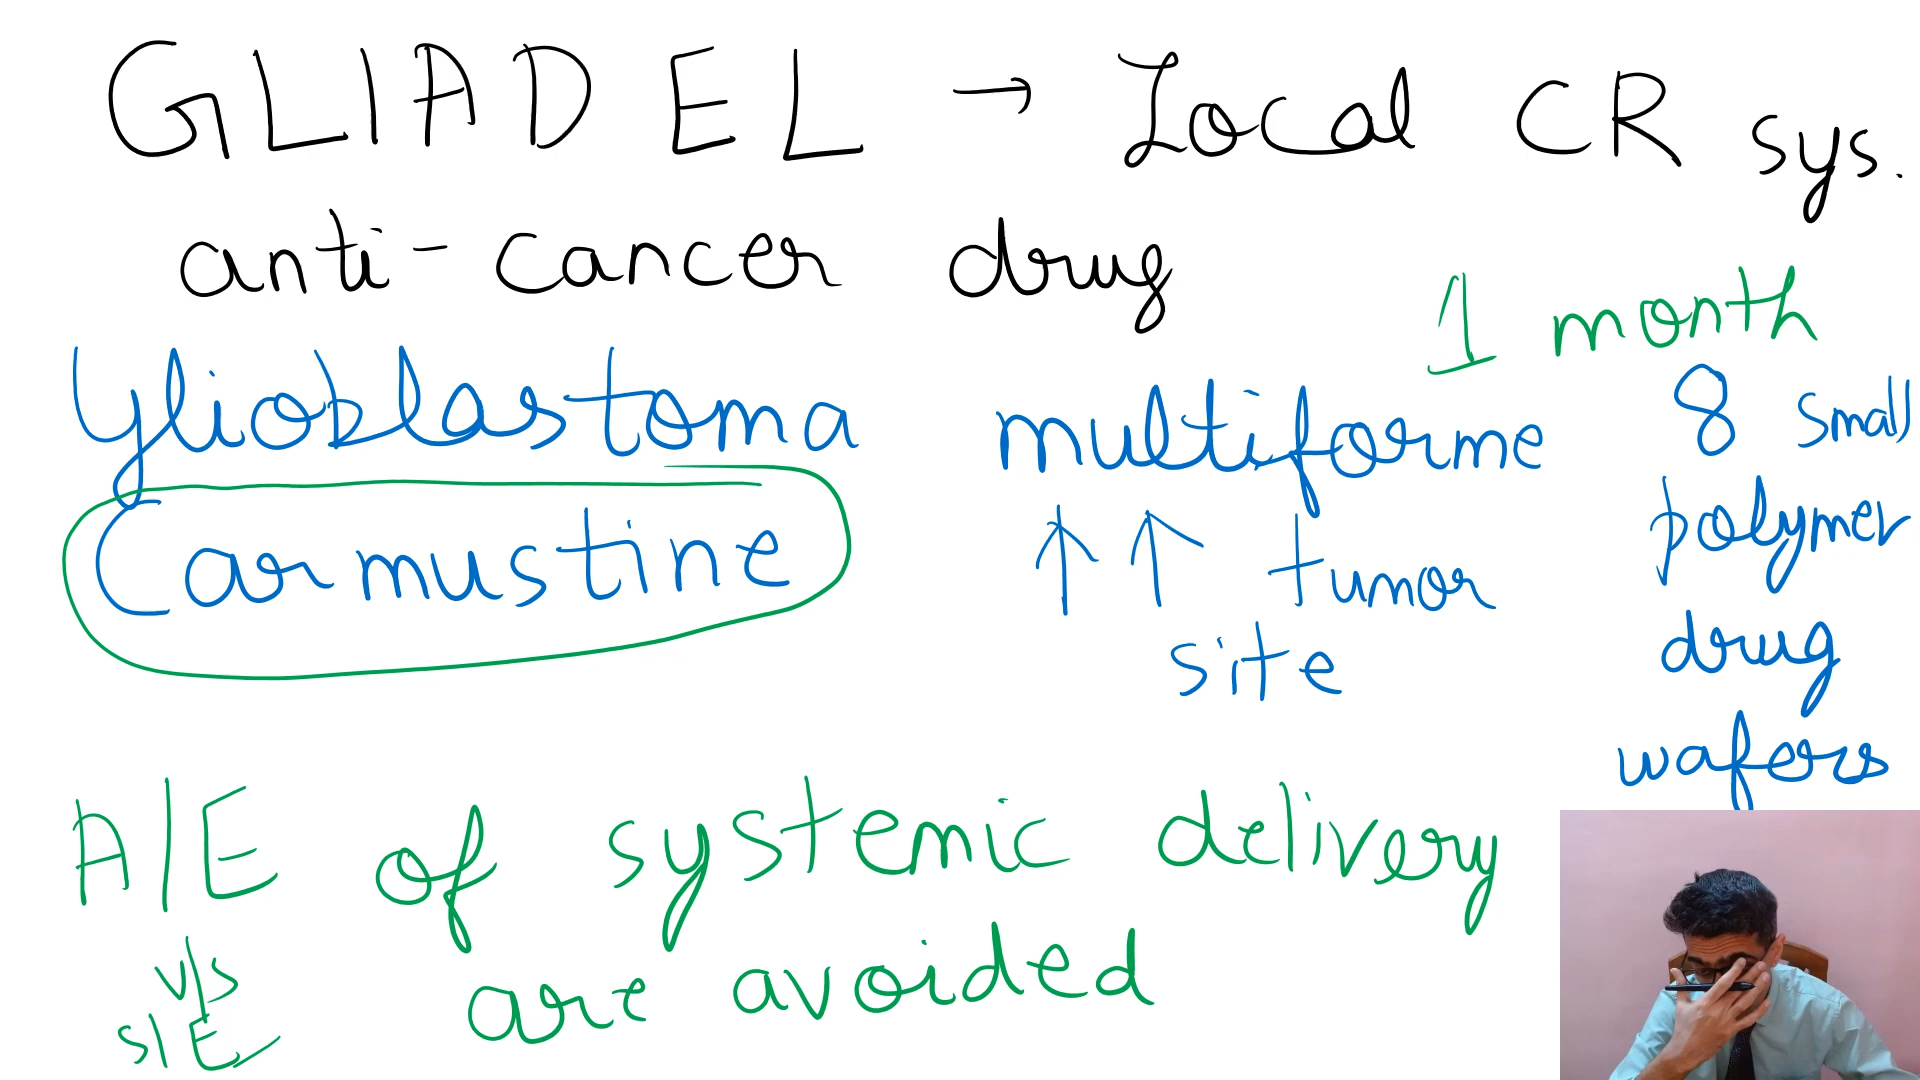 GLIADEL → Local CR sys.
anti-cancer drug
1 month
Glioblastoma multiforme
8 small
polymer
drug
wafers
Carmustine
↑ ↑ tumor
site
A/E of systemic delivery
are avoided
v/s
S/E